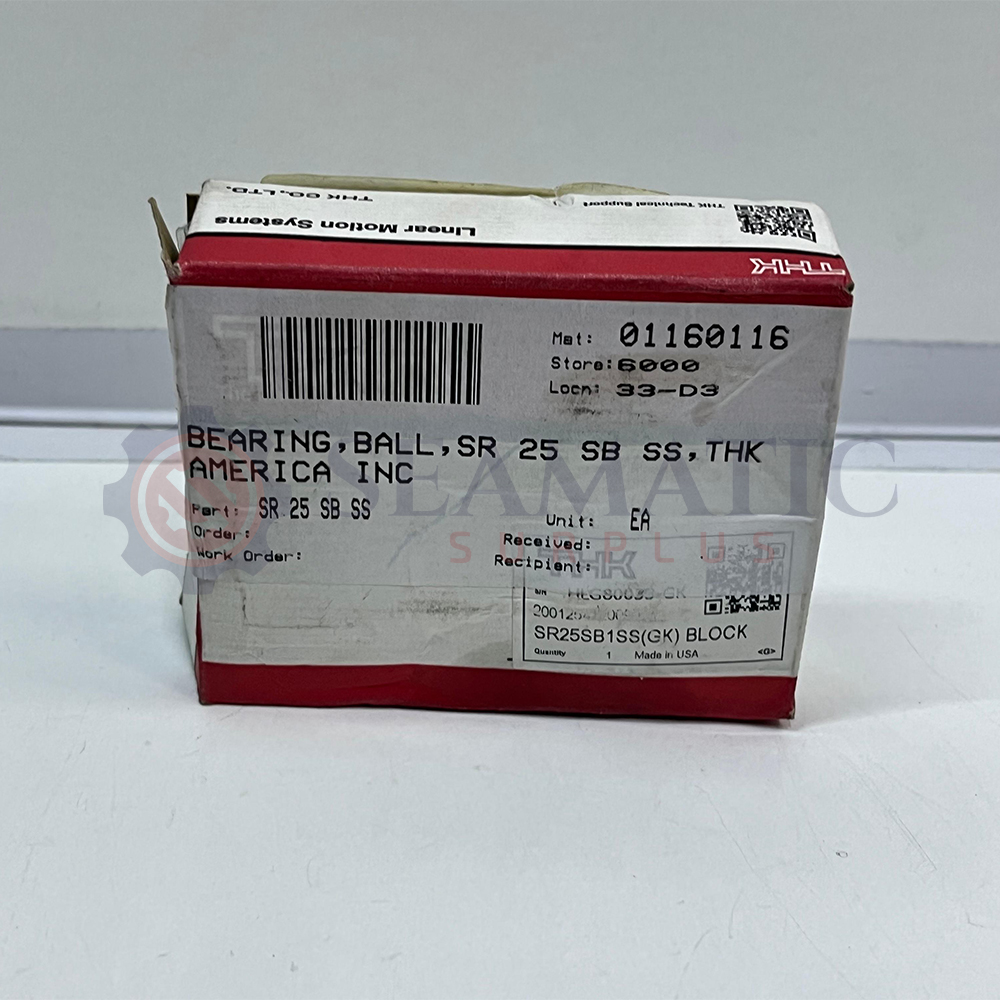 THK CO., LTD.
Linear Motion Systems
THK Technical Support
THK
Mat: 01160116
Store: 6000
Locn: 33-D3
BEARING,BALL,SR 25 SB SS,THK
AMERICA INC
Part: SR 25 SB SS
Unit: EA
Order:
Received:
Work Order:
Recipient:
SEAMATIC
SURPLUS
THK
S/N
SR25SB1SS(GK) BLOCK
Quantity 1 Made in USA <G>